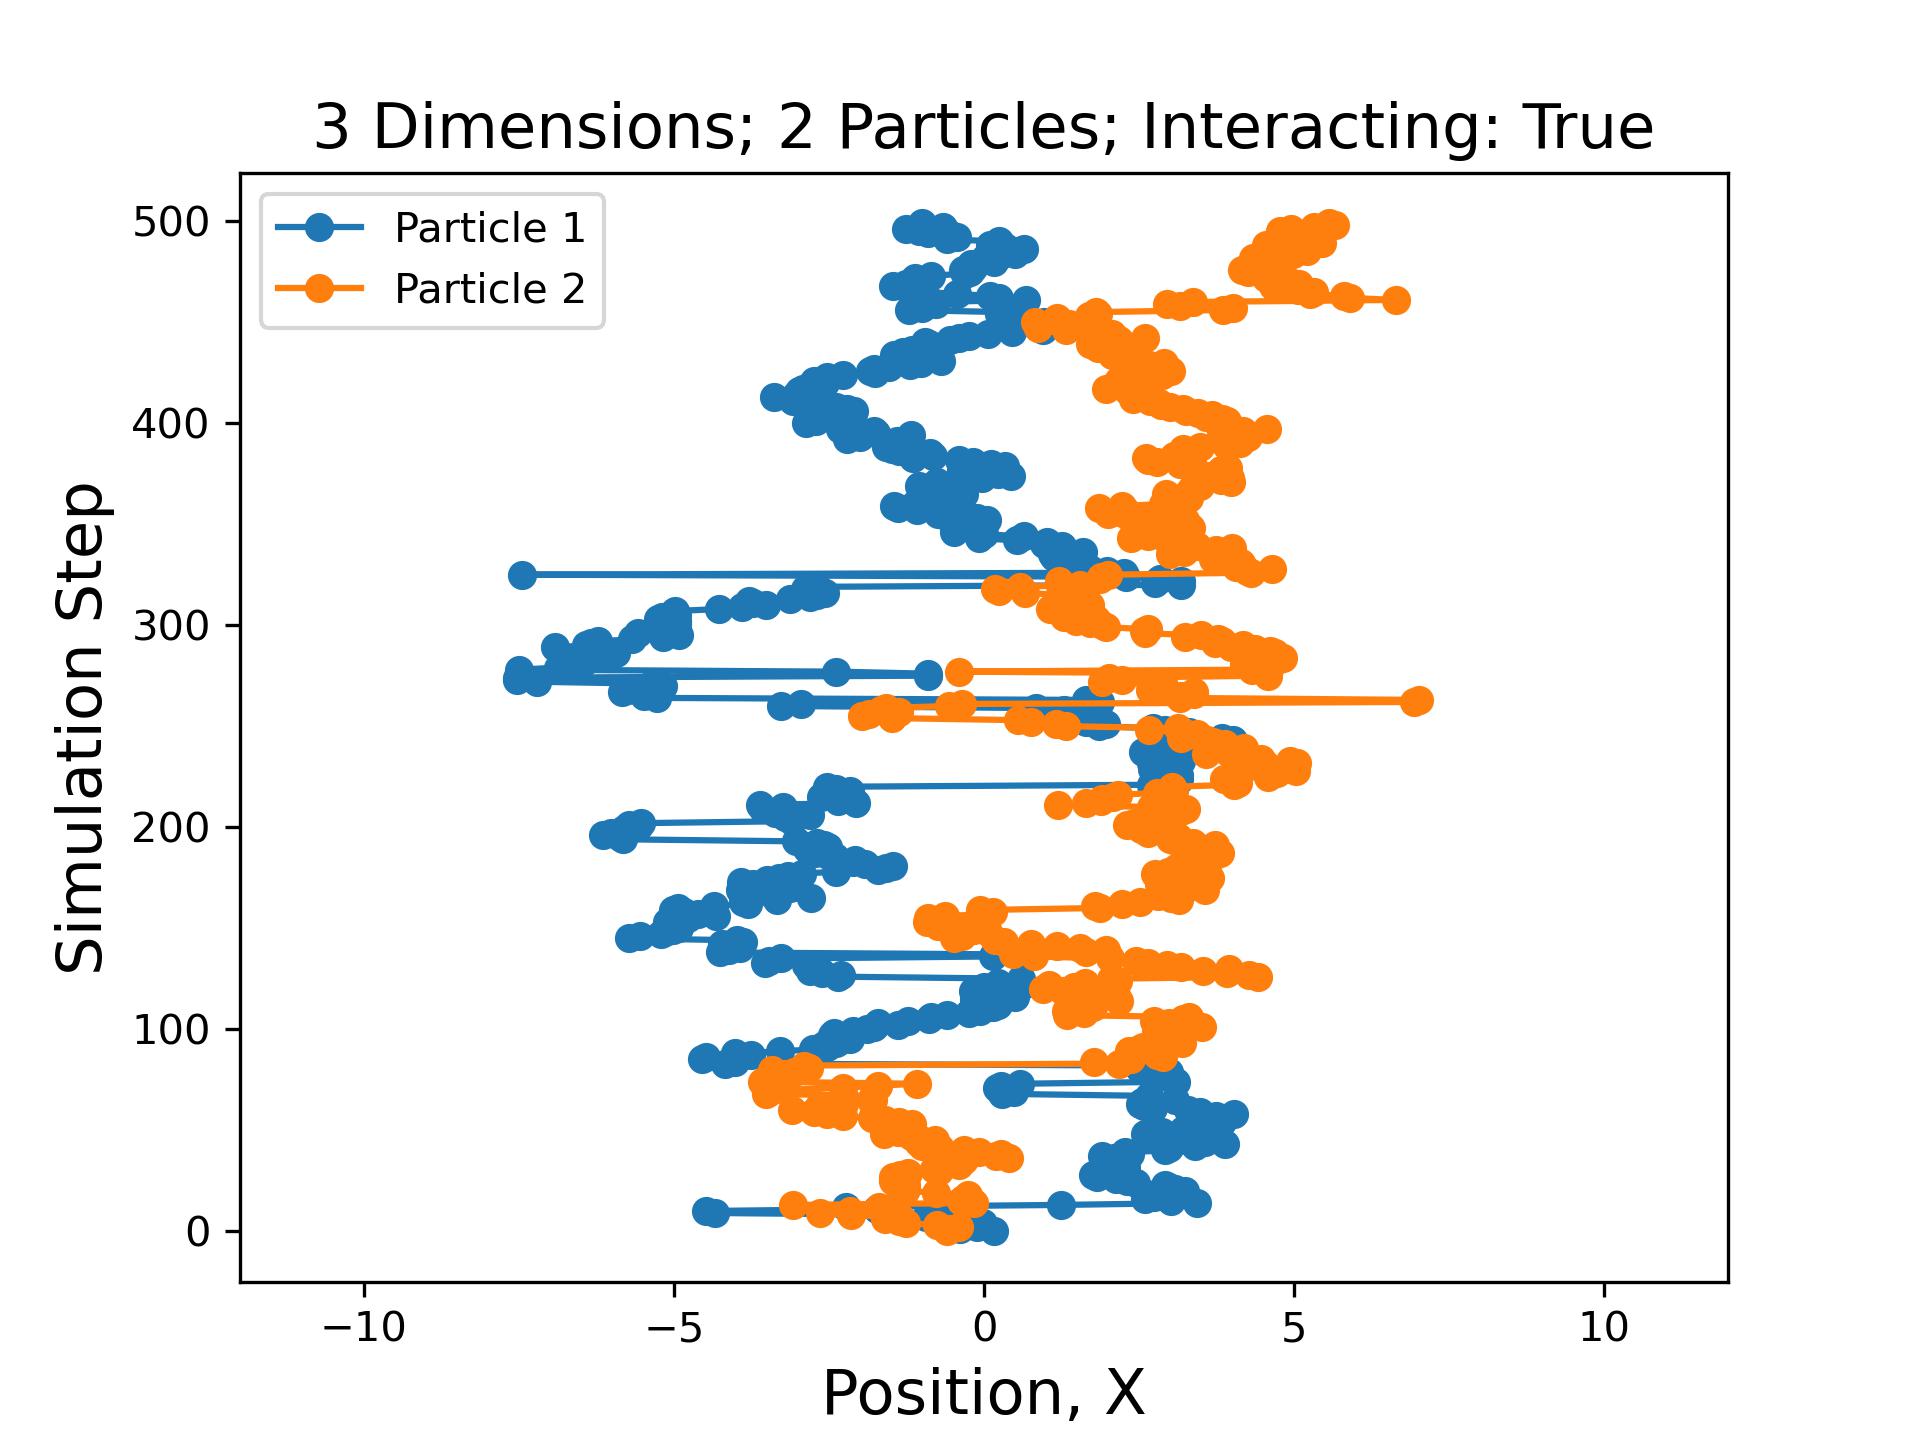 3 Dimensions; 2 Particles; Interacting: True
Particle 1
Particle 2
500
400
300
200
100
0
Simulation Step
−10
−5
0
5
10
Position, X